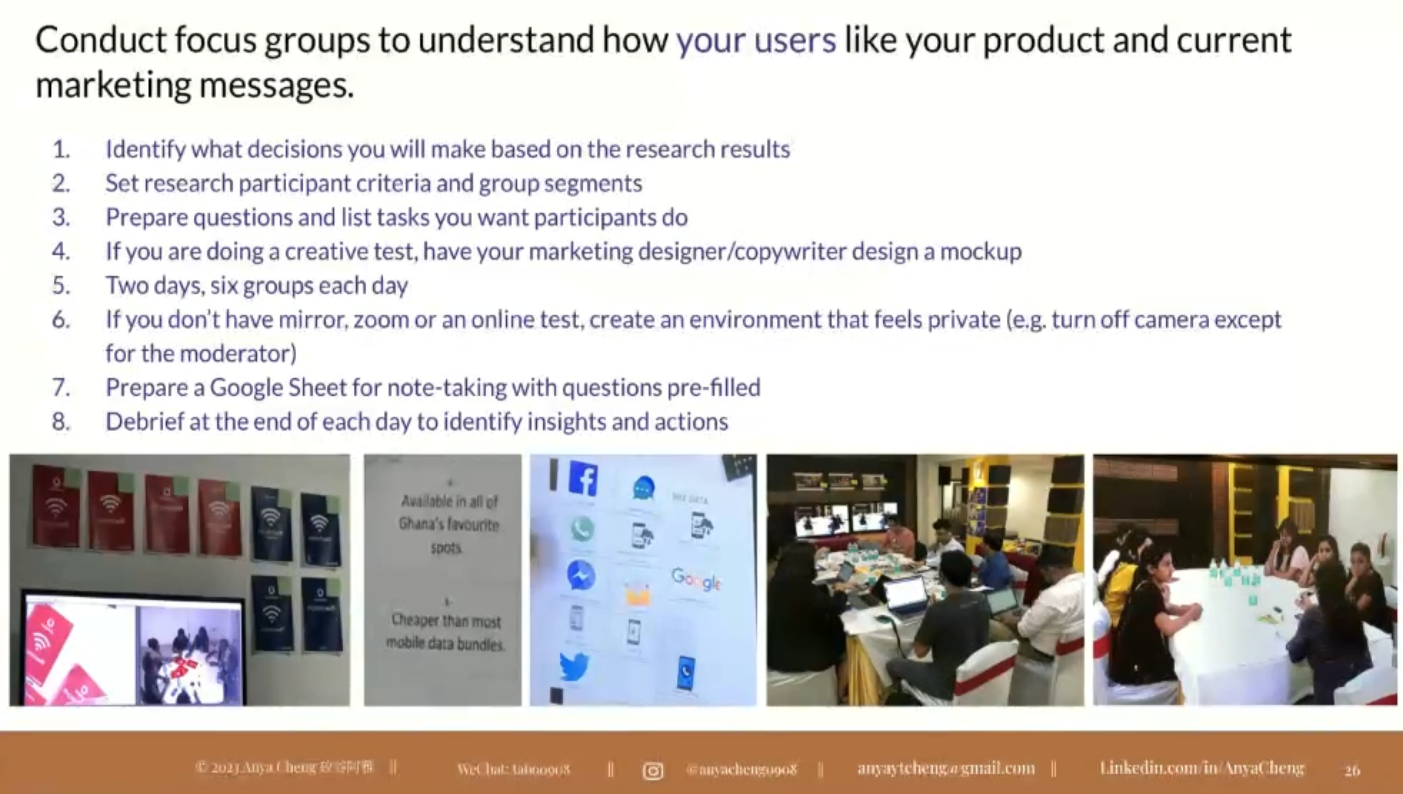 Conduct focus groups to understand how your users like your product and current
marketing messages.
1. Identify what decisions you will make based on the research results
2. Set research participant criteria and group segments
3. Prepare questions and list tasks you want participants do
4. If you are doing a creative test, have your marketing designer/copywriter design a mockup
5. Two days, six groups each day
6. If you don't have mirror, zoom or an online test, create an environment that feels private (e.g. turn off camera except
for the moderator)
7. Prepare a Google Sheet for note-taking with questions pre-filled
8. Debrief at the end of each day to identify insights and actions
Available in all of
Ghana's favourite
spots.
Cheaper than most
mobile data bundles.
Google
© 2023 Anya Cheng 矽谷阿雅 || WeChat: tab00908 || @anyacheng0908 | anyaytcheng@gmail.com || Linkedin.com/in/AnyaCheng 26